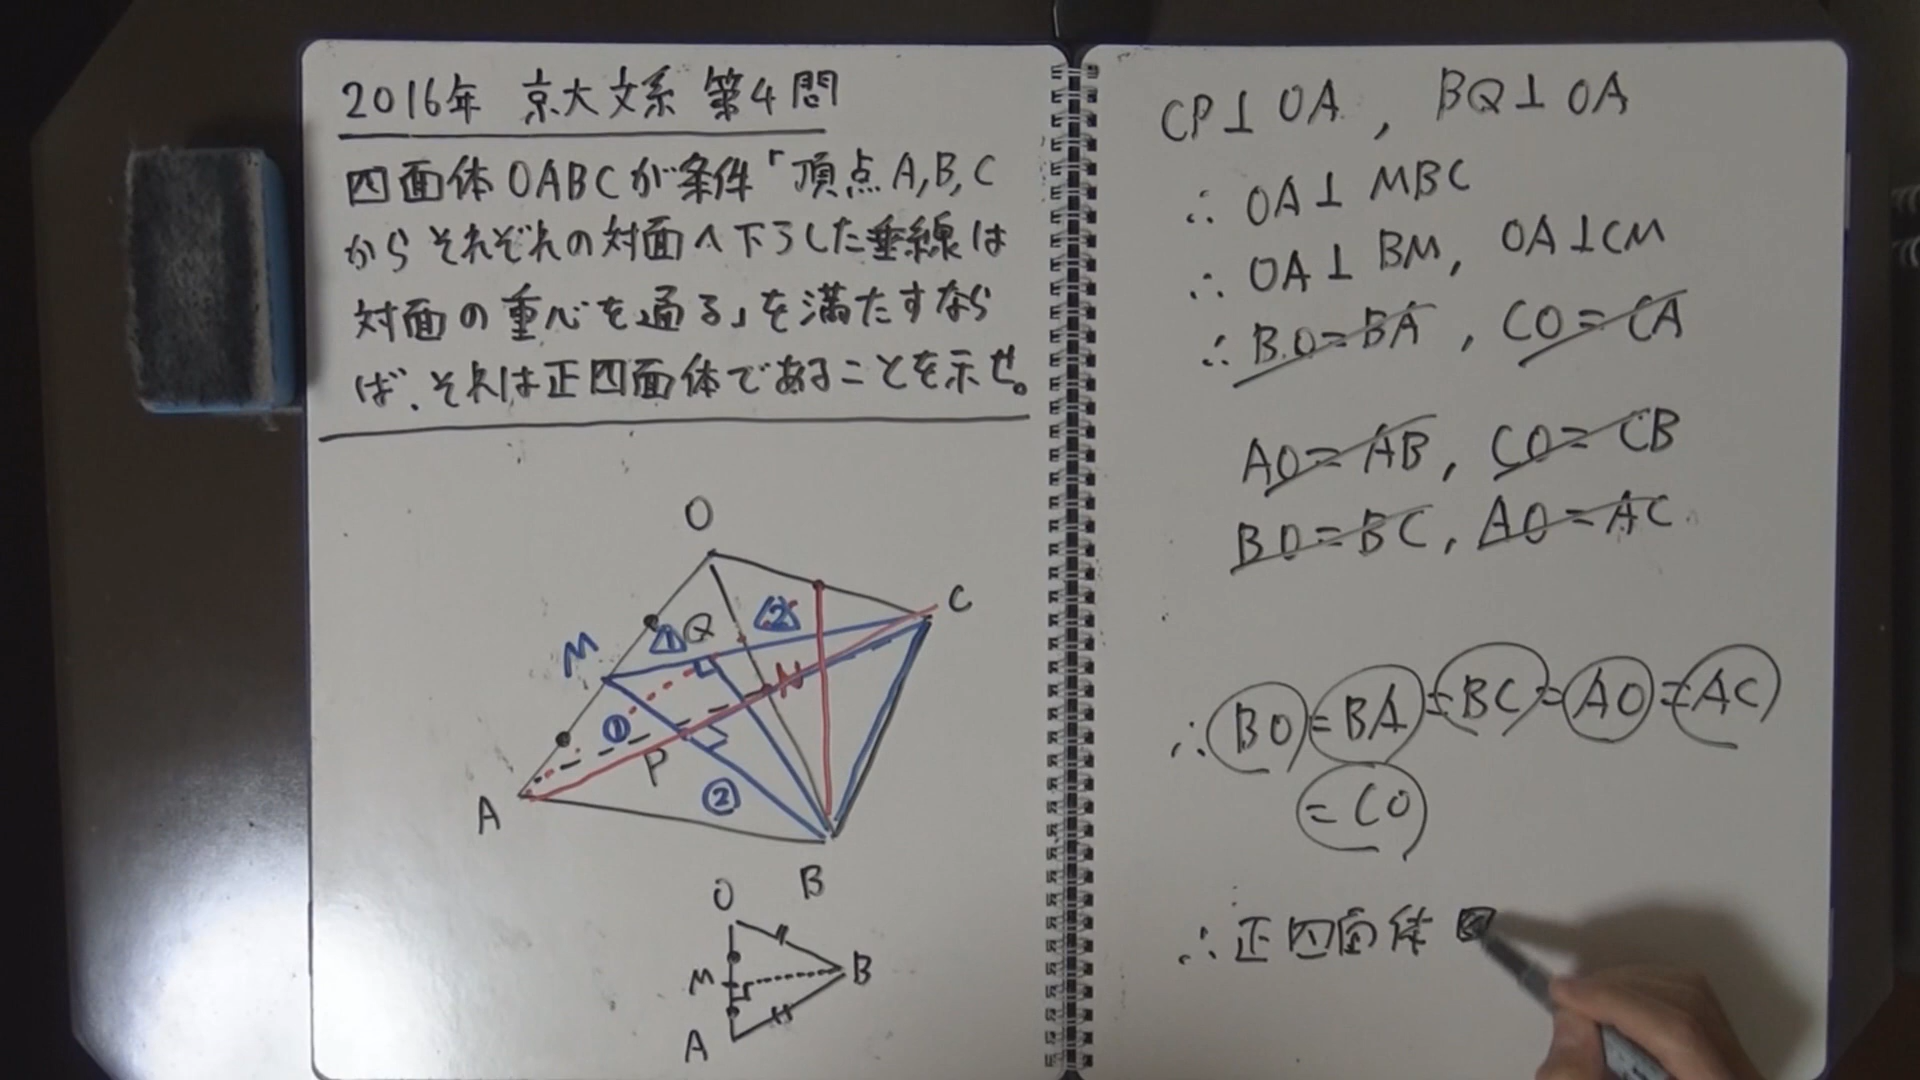 2016年 京大文系 第4問
四面体OABCが条件「頂点A,B,C
からそれぞれの対面へ下ろした垂線は
対面の重心を通る」を満たすなら
ば、それは正四面体であることを示せ。
O
C
M
① Q ②
N
①
P
②
A
B
O
M
B
A
CP⊥OA, BQ⊥OA
∴ OA⊥MBC
∴ OA⊥BM, OA⊥CM
∴ BO=BA, CO=CA
AO=AB, CO=CB
BO=BC, AO=AC
∴ BO=BA=BC=AO=AC
=CO
∴ 正四面体